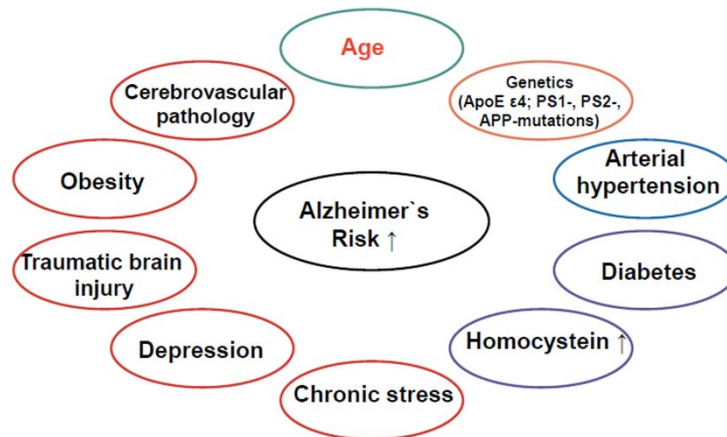 Age
Genetics
(ApoE ε4; PS1-, PS2-,
APP-mutations)
Arterial
hypertension
Diabetes
Homocystein ↑
Chronic stress
Depression
Traumatic brain
injury
Obesity
Cerebrovascular
pathology
Alzheimer`s
Risk ↑